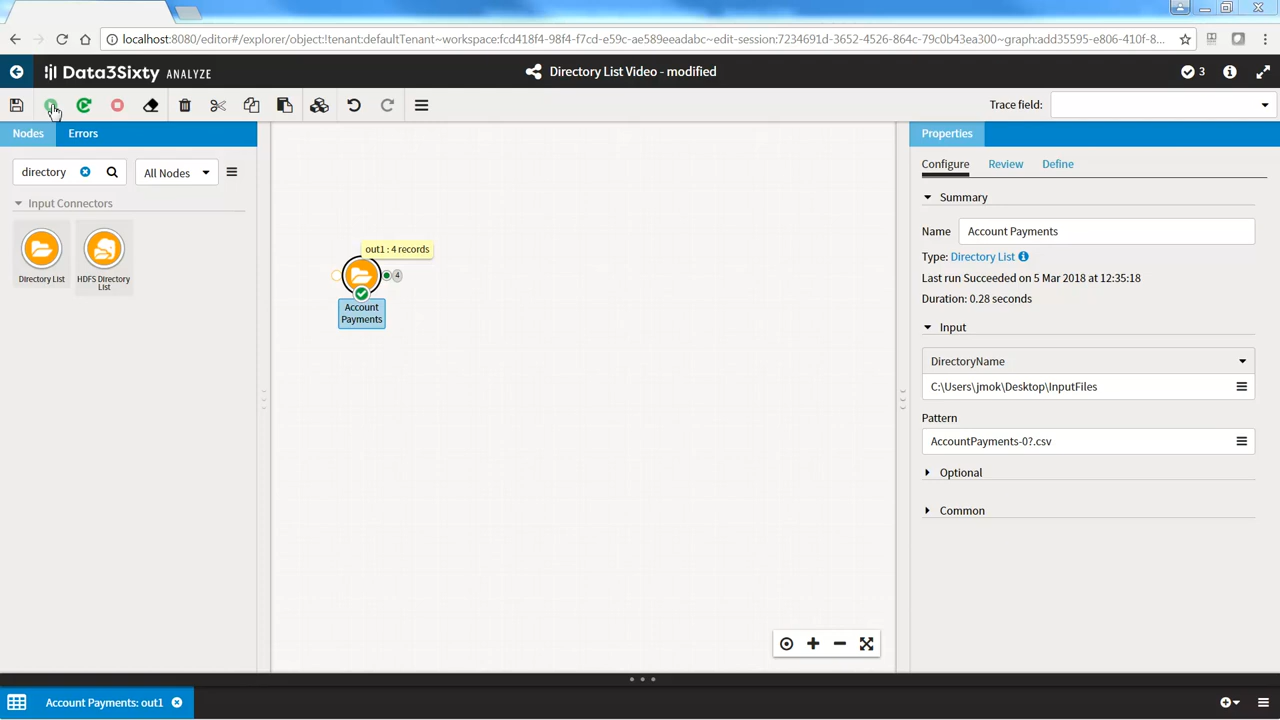 localhost:8080/editor#/explorer/object:!tenant:defaultTenant~workspace:fcd418f4-98f4-f7cd-e59c-ae589eeadabc~edit-session:7234691d-3652-4526-864c-79c0b43ea300~graph:add35595-e806-410f-8...
Data3Sixty ANALYZE
Directory List Video - modified
3
Trace field:
Nodes
Errors
Properties
directory
All Nodes
Configure
Review
Define
Input Connectors
Summary
Directory List
HDFS Directory
List
out1 : 4 records
4
Account
Payments
Name
Account Payments
Type: Directory List
Last run Succeeded on 5 Mar 2018 at 12:35:18
Duration: 0.28 seconds
Input
DirectoryName
C:\Users\jmok\Desktop\InputFiles
Pattern
AccountPayments-0?.csv
Optional
Common
Account Payments: out1